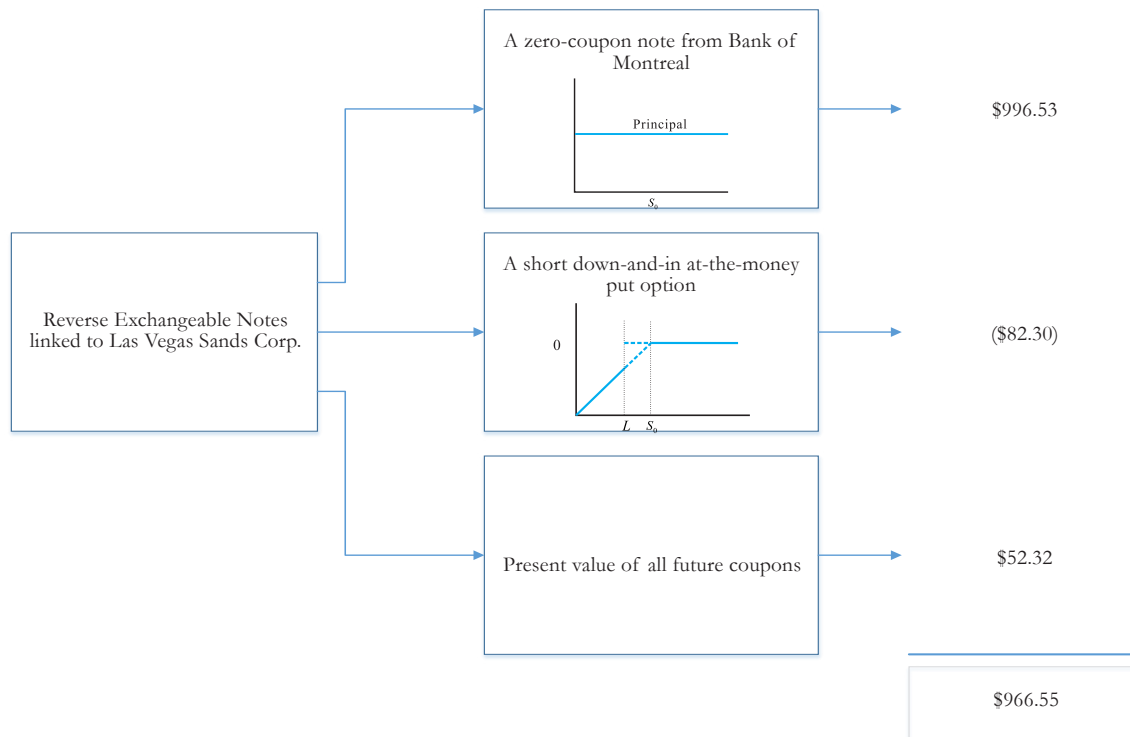 A zero-coupon note from Bank of
Montreal
Principal
S₀
$996.53
Reverse Exchangeable Notes
linked to Las Vegas Sands Corp.
A short down-and-in at-the-money
put option
0
L S₀
($82.30)
Present value of all future coupons
$52.32
$966.55